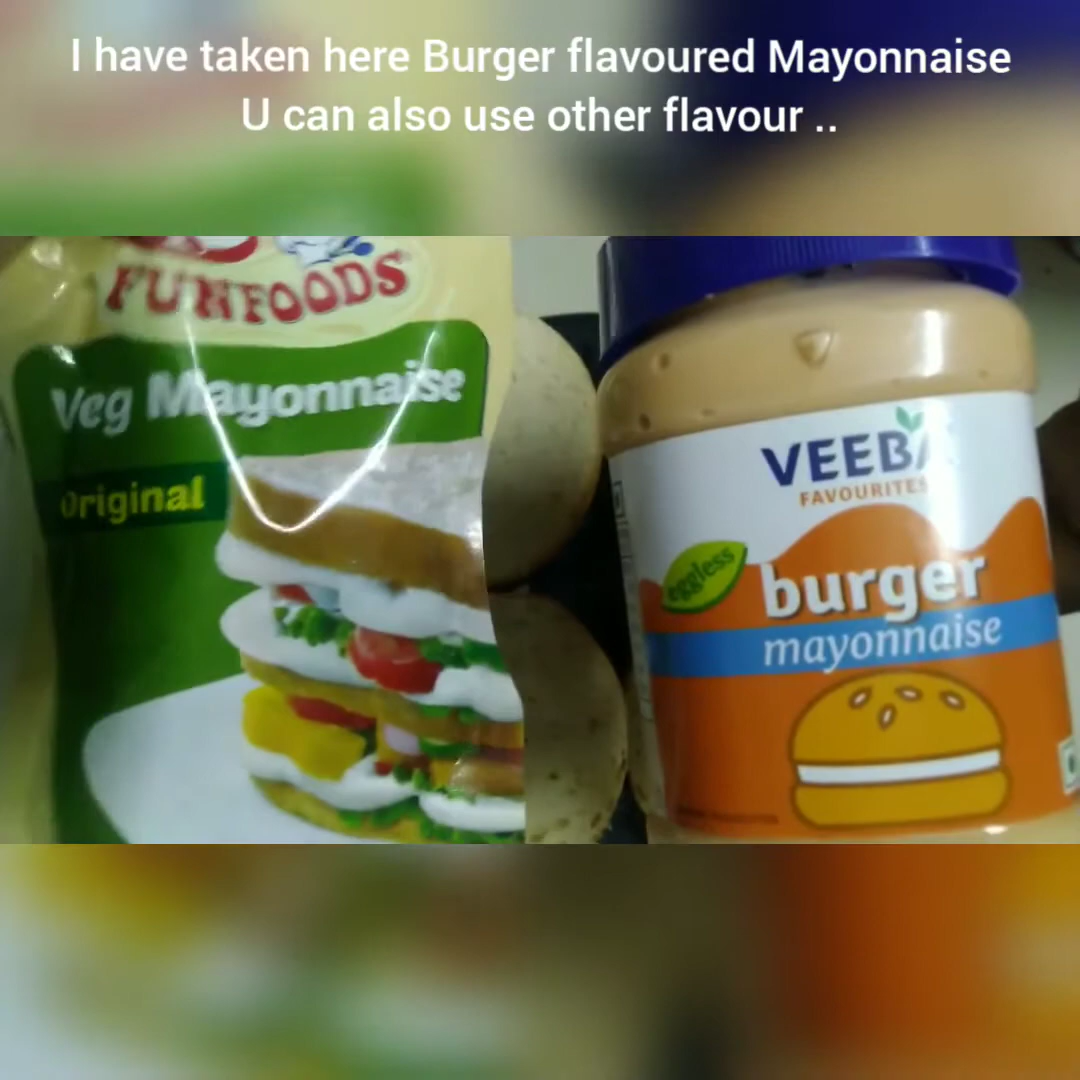 I have taken here Burger flavoured Mayonnaise
U can also use other flavour ..
FUNFOODS
Veg Mayonnaise
Original
VEEBA
FAVOURITES
eggless
burger
mayonnaise